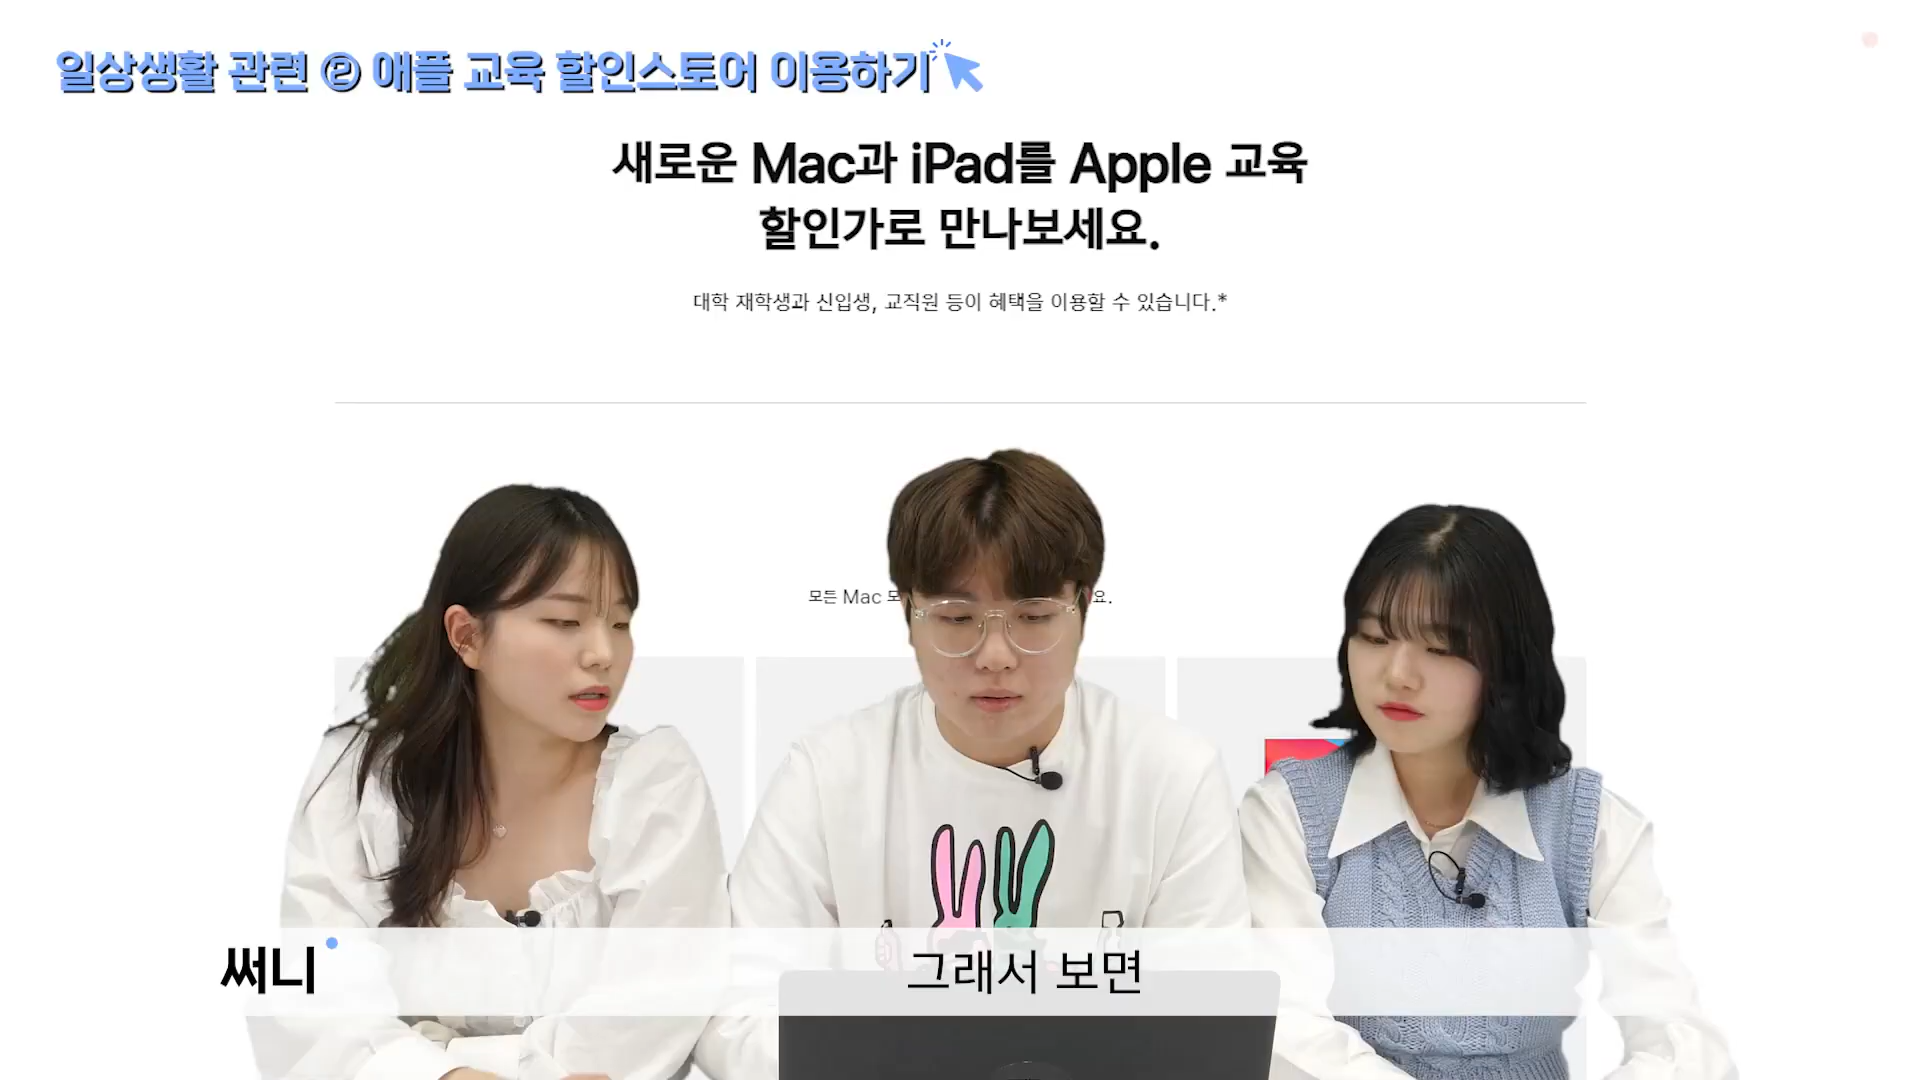 일상생활 관련 ② 애플 교육 할인스토어 이용하기
새로운 Mac과 iPad를 Apple 교육
할인가로 만나보세요.
대학 재학생과 신입생, 교직원 등이 혜택을 이용할 수 있습니다.*
모든 Mac
요.
써니
그래서 보면